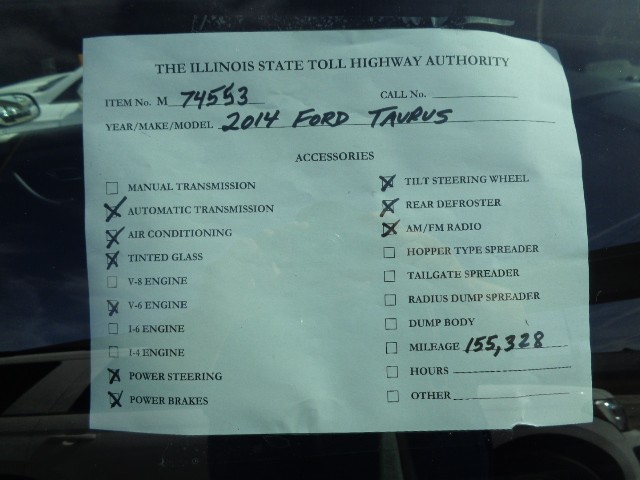 THE ILLINOIS STATE TOLL HIGHWAY AUTHORITY
ITEM No. M 74553 CALL No.
YEAR/MAKE/MODEL 2014 FORD TAURUS
ACCESSORIES
MANUAL TRANSMISSION
AUTOMATIC TRANSMISSION
AIR CONDITIONING
TINTED GLASS
V-8 ENGINE
V-6 ENGINE
I-6 ENGINE
I-4 ENGINE
POWER STEERING
POWER BRAKES
TILT STEERING WHEEL
REAR DEFROSTER
AM/FM RADIO
HOPPER TYPE SPREADER
TAILGATE SPREADER
RADIUS DUMP SPREADER
DUMP BODY
MILEAGE 155,328
HOURS
OTHER